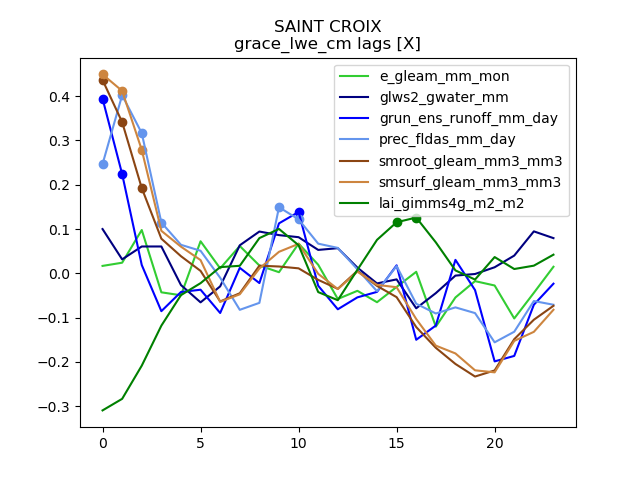 SAINT CROIX
grace_lwe_cm lags [X]
e_gleam_mm_mon
glws2_gwater_mm
grun_ens_runoff_mm_day
prec_fldas_mm_day
smroot_gleam_mm3_mm3
smsurf_gleam_mm3_mm3
lai_gimms4g_m2_m2
0.4
0.3
0.2
0.1
0.0
−0.1
−0.2
−0.3
0 5 10 15 20